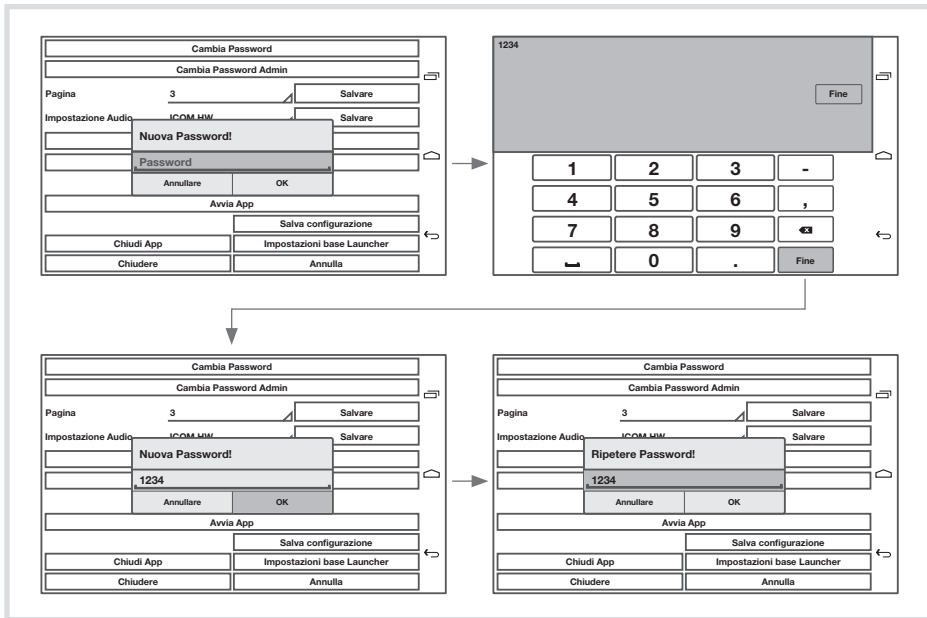 Cambia Password
Cambia Password Admin
Pagina 3 Salvare
Impostazione Audio ICOM HW Salvare
Nuova Password!
Password
Annullare OK
Avvia App
Salva configurazione
Chiudi App Impostazioni base Launcher
Chiudere Annulla
1234
Fine
1 2 3 -
4 5 6 ,
7 8 9
0 . Fine
Cambia Password
Cambia Password Admin
Pagina 3 Salvare
Impostazione Audio ICOM HW Salvare
Nuova Password!
1234
Annullare OK
Avvia App
Salva configurazione
Chiudi App Impostazioni base Launcher
Chiudere Annulla
Cambia Password
Cambia Password Admin
Pagina 3 Salvare
Impostazione Audio ICOM HW Salvare
Ripetere Password!
1234
Annullare OK
Avvia App
Salva configurazione
Chiudi App Impostazioni base Launcher
Chiudere Annulla